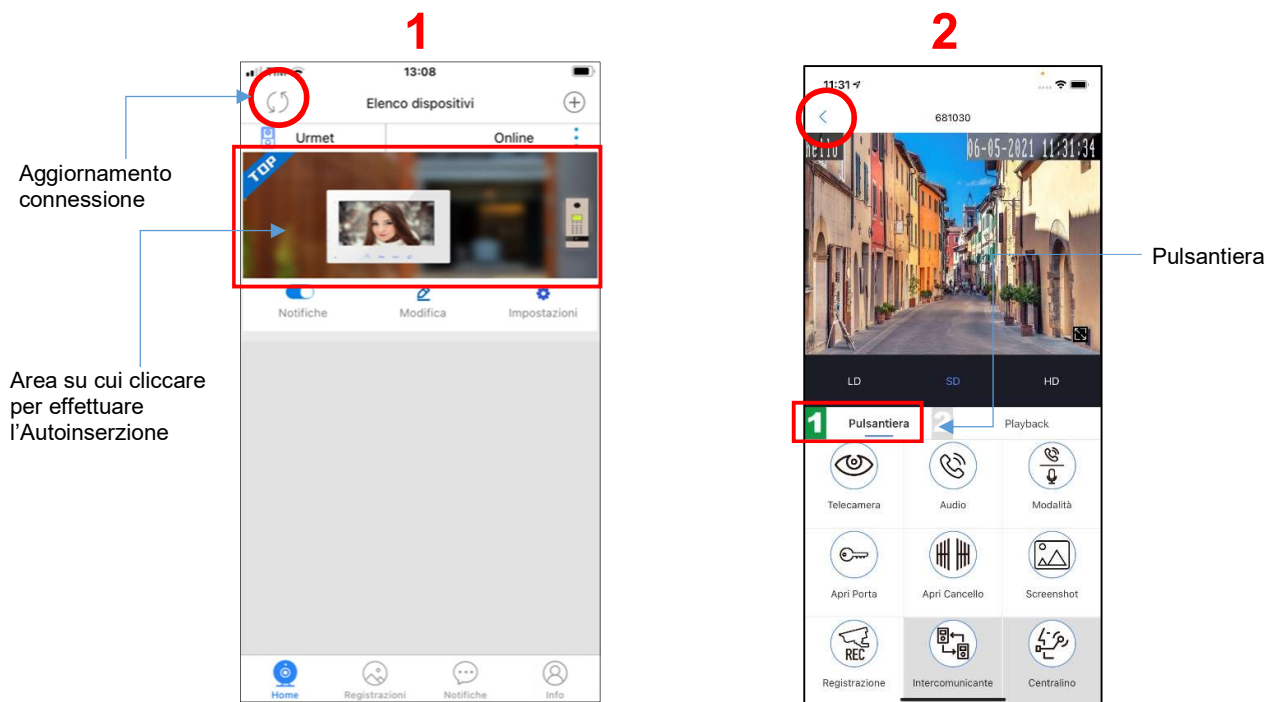 1
2
TIM
13:08
Elenco dispositivi
Urmet
Online
TOP
Notifiche
Modifica
Impostazioni
Home
Registrazioni
Notifiche
Info
Aggiornamento
connessione
Area su cui cliccare
per effettuare
l’Autoinserzione
11:31
681030
hello
06-05-2021 11:31:34
LD
SD
HD
1
Pulsantiera
2
Playback
Telecamera
Audio
Modalità
Apri Porta
Apri Cancello
Screenshot
REC
Registrazione
Intercomunicante
Centralino
Pulsantiera